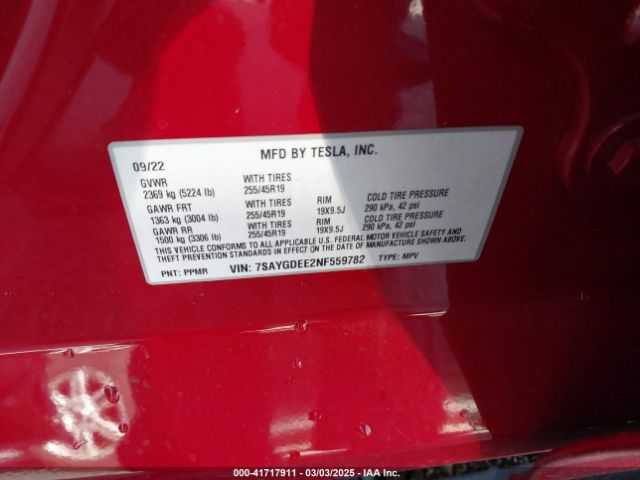 MFD BY TESLA, INC.
09/22
GVWR WITH TIRES
2369 kg (5224 lb) 255/45R19
GAWR FRT WITH TIRES RIM COLD TIRE PRESSURE
1363 kg (3004 lb) 255/45R19 19X9.5J 290 kPa, 42 psi
GAWR RR WITH TIRES RIM COLD TIRE PRESSURE
1500 kg (3306 lb) 255/45R19 19X9.5J 290 kPa, 42 psi
THIS VEHICLE CONFORMS TO ALL APPLICABLE U.S. FEDERAL MOTOR VEHICLE SAFETY AND
THEFT PREVENTION STANDARDS IN EFFECT ON THE DATE OF MANUFACTURE SHOWN ABOVE.
PNT: PPMR VIN: 7SAYGDEE2NF559782 TYPE: MPV
000-41717911 - 03/03/2025 - IAA Inc.